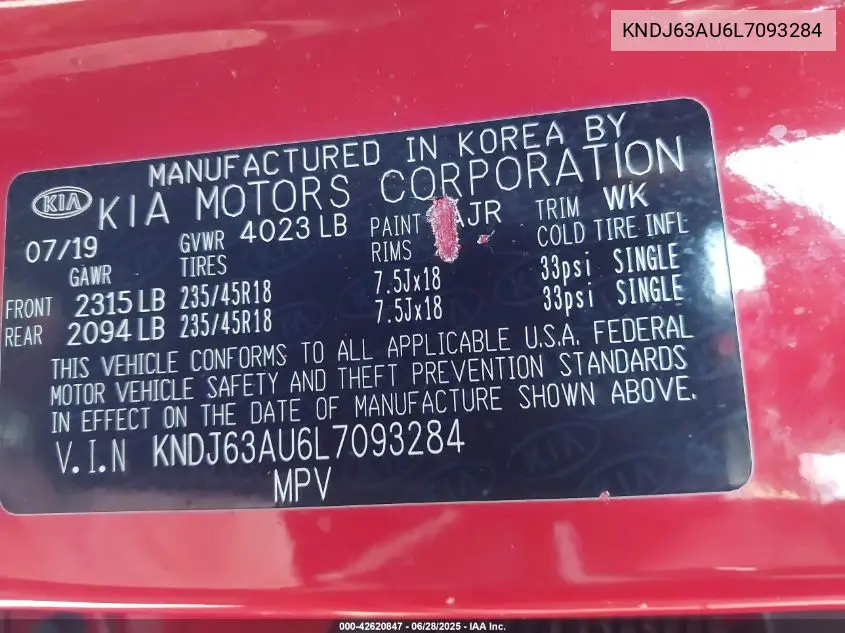 KNDJ63AU6L7093284
MANUFACTURED IN KOREA BY
KIA KIA MOTORS CORPORATION
07/19 GVWR 4023 LB PAINT AJR TRIM WK
GAWR TIRES RIMS COLD TIRE INFL
FRONT 2315 LB 235/45R18 7.5Jx18 33psi SINGLE
REAR 2094 LB 235/45R18 7.5Jx18 33psi SINGLE
THIS VEHICLE CONFORMS TO ALL APPLICABLE U.S.A. FEDERAL
MOTOR VEHICLE SAFETY AND THEFT PREVENTION STANDARDS
IN EFFECT ON THE DATE OF MANUFACTURE SHOWN ABOVE.
V.I.N KNDJ63AU6L7093284
MPV
000-42620847 - 06/28/2025 - IAA Inc.